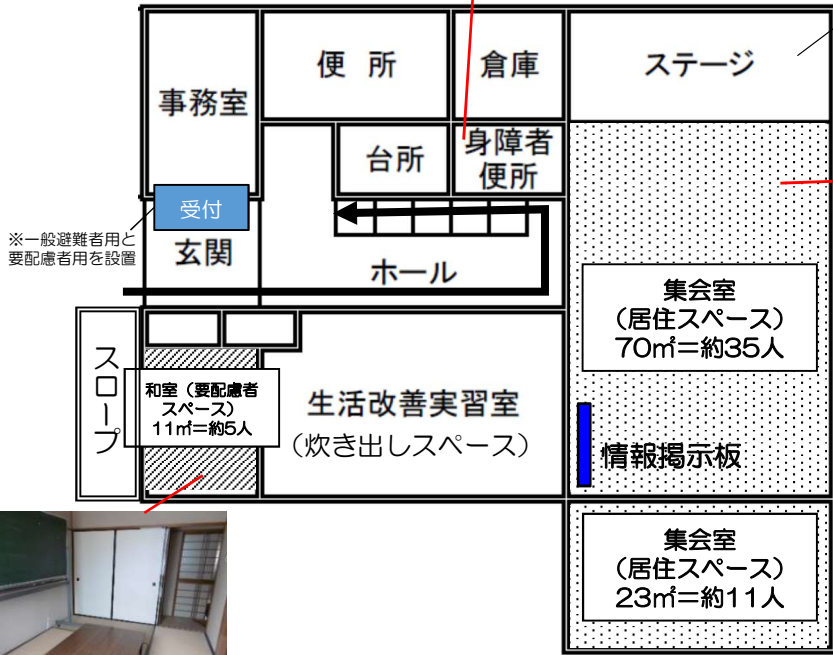 便 所
倉庫
ステージ
事務室
台所
身障者
便所
受付
※一般避難者用と
要配慮者用を設置
玄関
ホール
集会室
（居住スペース）
70㎡＝約35人
スロープ
和室（要配慮者
スペース）
11㎡＝約5人
生活改善実習室
（炊き出しスペース）
情報掲示板
集会室
（居住スペース）
23㎡＝約11人